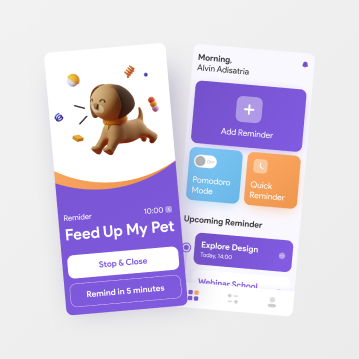 Morning,
Alvin Adisatria
Add Reminder
Pomodoro
Mode
Quick
Reminder
Upcoming Reminder
Explore Design
Today, 14:00
Webinar School
Remider
10:00
Feed Up My Pet
Stop & Close
Remind in 5 minutes